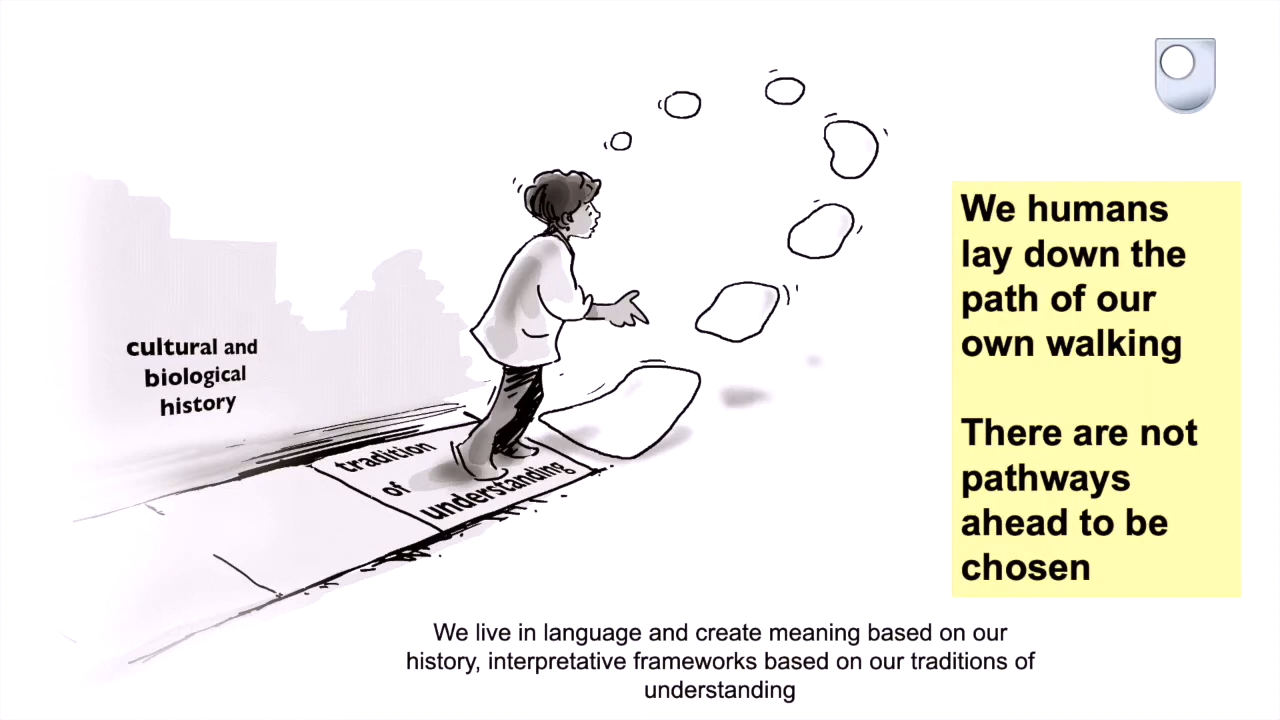 cultural and
biological
history
tradition
of
understanding
We humans
lay down the
path of our
own walking
There are not
pathways
ahead to be
chosen
We live in language and create meaning based on our
history, interpretative frameworks based on our traditions of
understanding